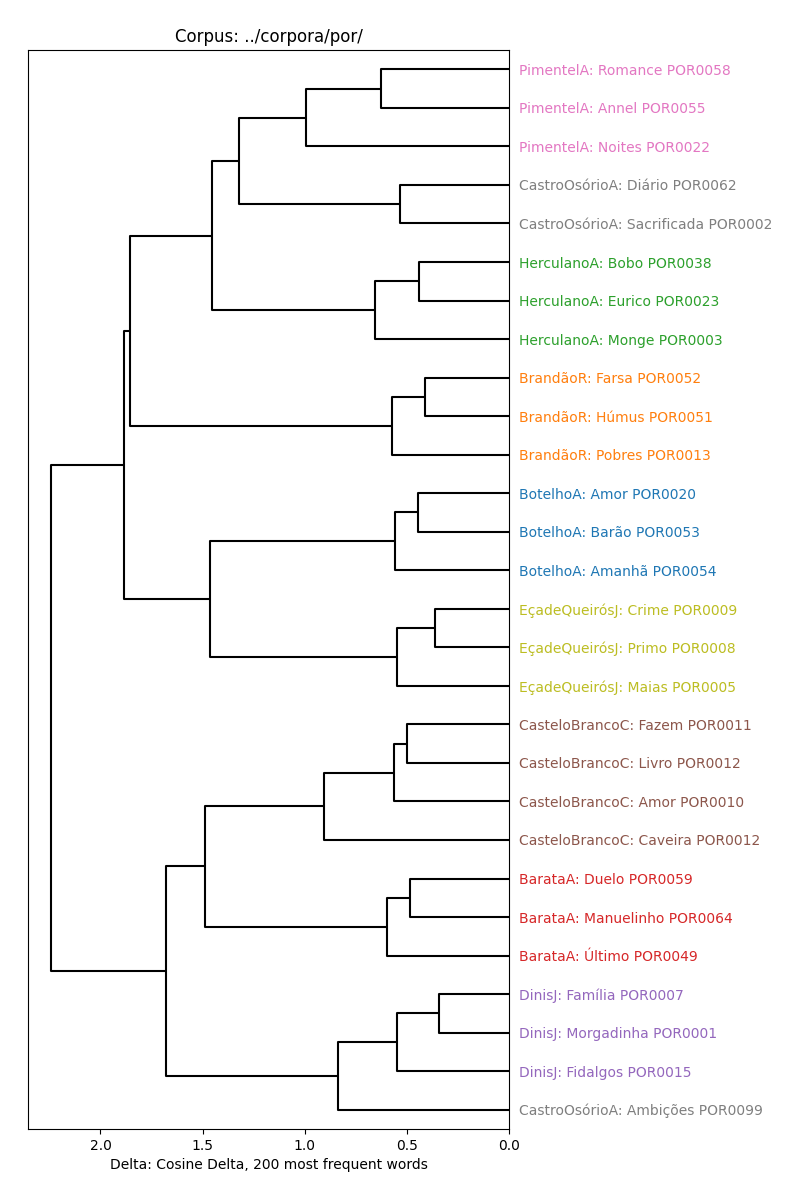 Corpus: ../corpora/por/
PimentelA: Romance POR0058
PimentelA: Annel POR0055
PimentelA: Noites POR0022
CastroOsórioA: Diário POR0062
CastroOsórioA: Sacrificada POR0002
HerculanoA: Bobo POR0038
HerculanoA: Eurico POR0023
HerculanoA: Monge POR0003
BrandãoR: Farsa POR0052
BrandãoR: Húmus POR0051
BrandãoR: Pobres POR0013
BotelhoA: Amor POR0020
BotelhoA: Barão POR0053
BotelhoA: Amanhã POR0054
EçadeQueirósJ: Crime POR0009
EçadeQueirósJ: Primo POR0008
EçadeQueirósJ: Maias POR0005
CasteloBrancoC: Fazem POR0011
CasteloBrancoC: Livro POR0012
CasteloBrancoC: Amor POR0010
CasteloBrancoC: Caveira POR0012
BarataA: Duelo POR0059
BarataA: Manuelinho POR0064
BarataA: Último POR0049
DinisJ: Família POR0007
DinisJ: Morgadinha POR0001
DinisJ: Fidalgos POR0015
CastroOsórioA: Ambições POR0099
2.0 1.5 1.0 0.5 0.0
Delta: Cosine Delta, 200 most frequent words